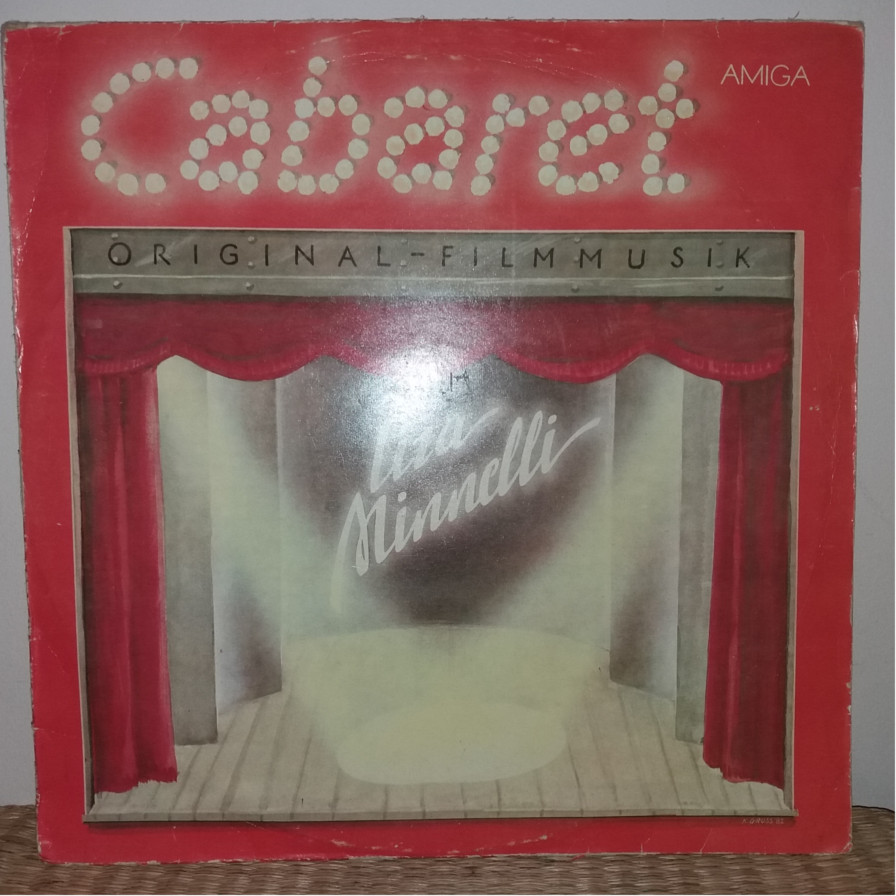 Cabaret
AMIGA
ORIGINAL-FILMMUSIK
Liza
Minnelli